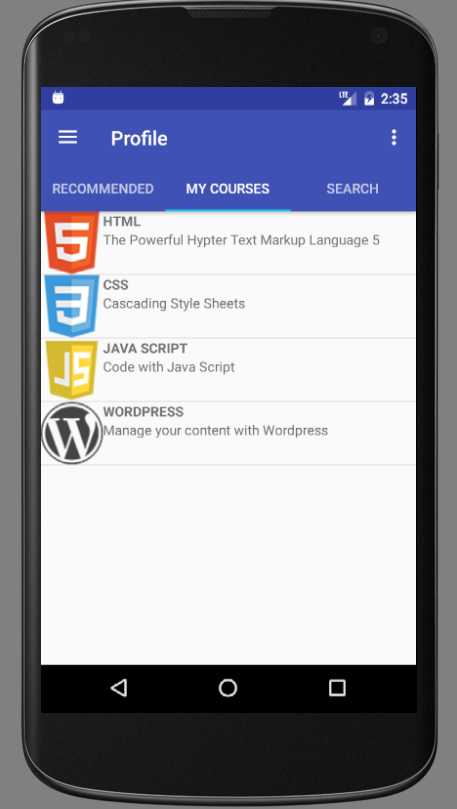 LTE 2:35
Profile
RECOMMENDED MY COURSES SEARCH
5 HTML
The Powerful Hypter Text Markup Language 5
3 CSS
Cascading Style Sheets
JS JAVA SCRIPT
Code with Java Script
W WORDPRESS
Manage your content with Wordpress